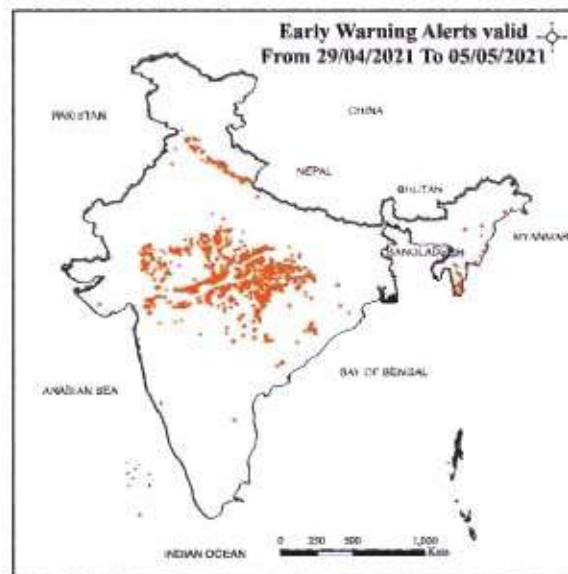 Early Warning Alerts valid
From 29/04/2021 To 05/05/2021
PAKISTAN
CHINA
NEPAL
BHUTAN
BANGLADESH
MYANMAR
ARABIAN SEA
BAY OF BENGAL
INDIAN OCEAN
0 250 500 1,000
Kms